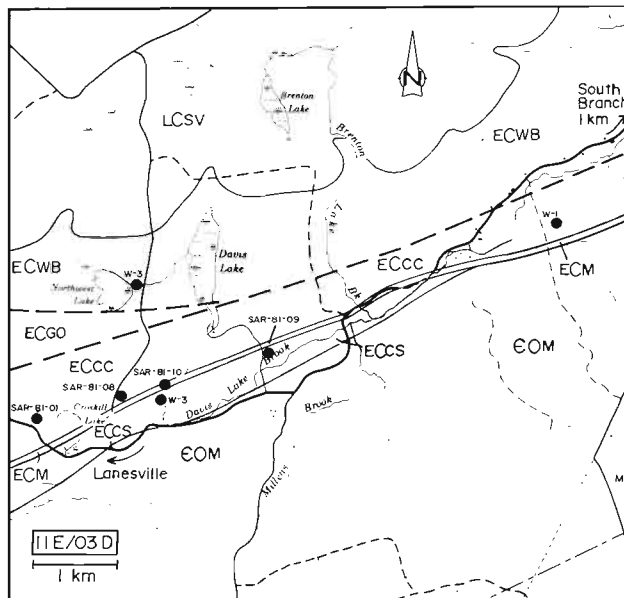 Brenton
Lake
N
South
Branch
1 km
LCSV
ECWB
Brenton
Lake
Bk
W-1
ECWB
W-3
Davis
Lake
Northwest
Lake
ECCC
ECM
ECGO
SAR-81-09
ЄOM
ECCC
SAR-81-10
ECCS
SAR-81-08
W-3
Davis Lake Brook
SAR-81-01
Lake
ECCS
Brook
ECM
Lanesville
ЄOM
M
11E/03D
1 km